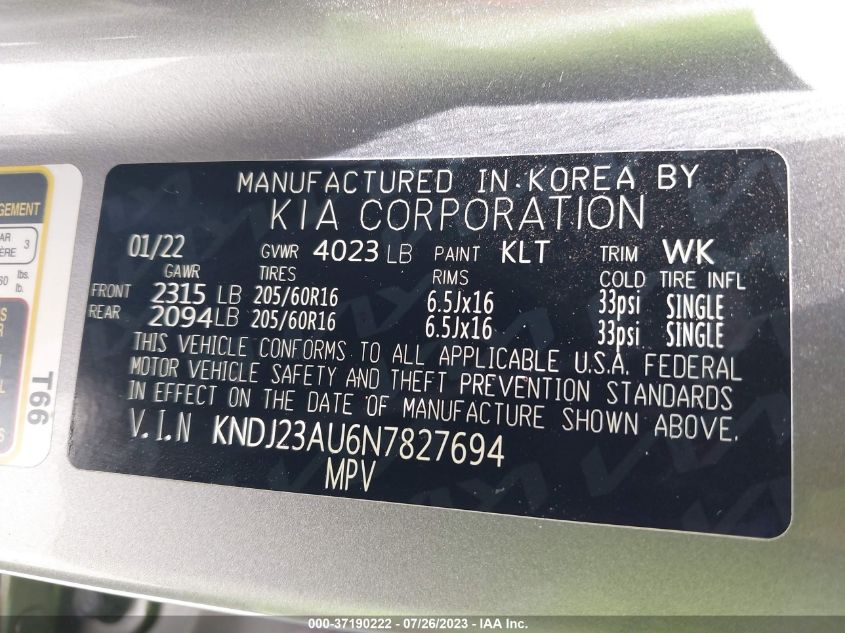 MANUFACTURED IN KOREA BY
KIA CORPORATION
01/22 GVWR 4023 LB PAINT KLT TRIM WK
GAWR TIRES RIMS COLD TIRE INFL
FRONT 2315 LB 205/60R16 6.5Jx16 33psi SINGLE
REAR 2094 LB 205/60R16 6.5Jx16 33psi SINGLE
THIS VEHICLE CONFORMS TO ALL APPLICABLE U.S.A. FEDERAL
MOTOR VEHICLE SAFETY AND THEFT PREVENTION STANDARDS
IN EFFECT ON THE DATE OF MANUFACTURE SHOWN ABOVE.
V.I.N KNDJ23AU6N7827694
MPV
3
lbs.
lb.
T66
000-37190222 - 07/26/2023 - IAA Inc.